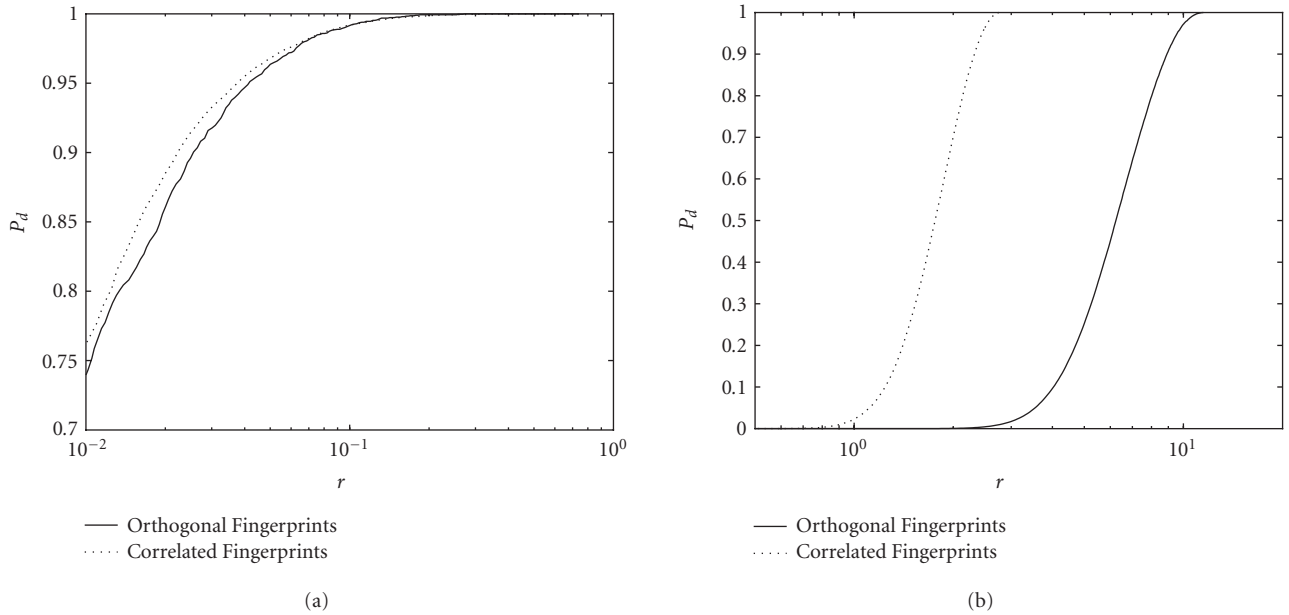 1
0.95
0.9
0.85
0.8
0.75
0.7
P_d
10^{−2}
10^{−1}
10^{0}
r
Orthogonal Fingerprints
Correlated Fingerprints
(a)
1
0.9
0.8
0.7
0.6
0.5
0.4
0.3
0.2
0.1
0
P_d
10^{0}
10^{1}
r
Orthogonal Fingerprints
Correlated Fingerprints
(b)